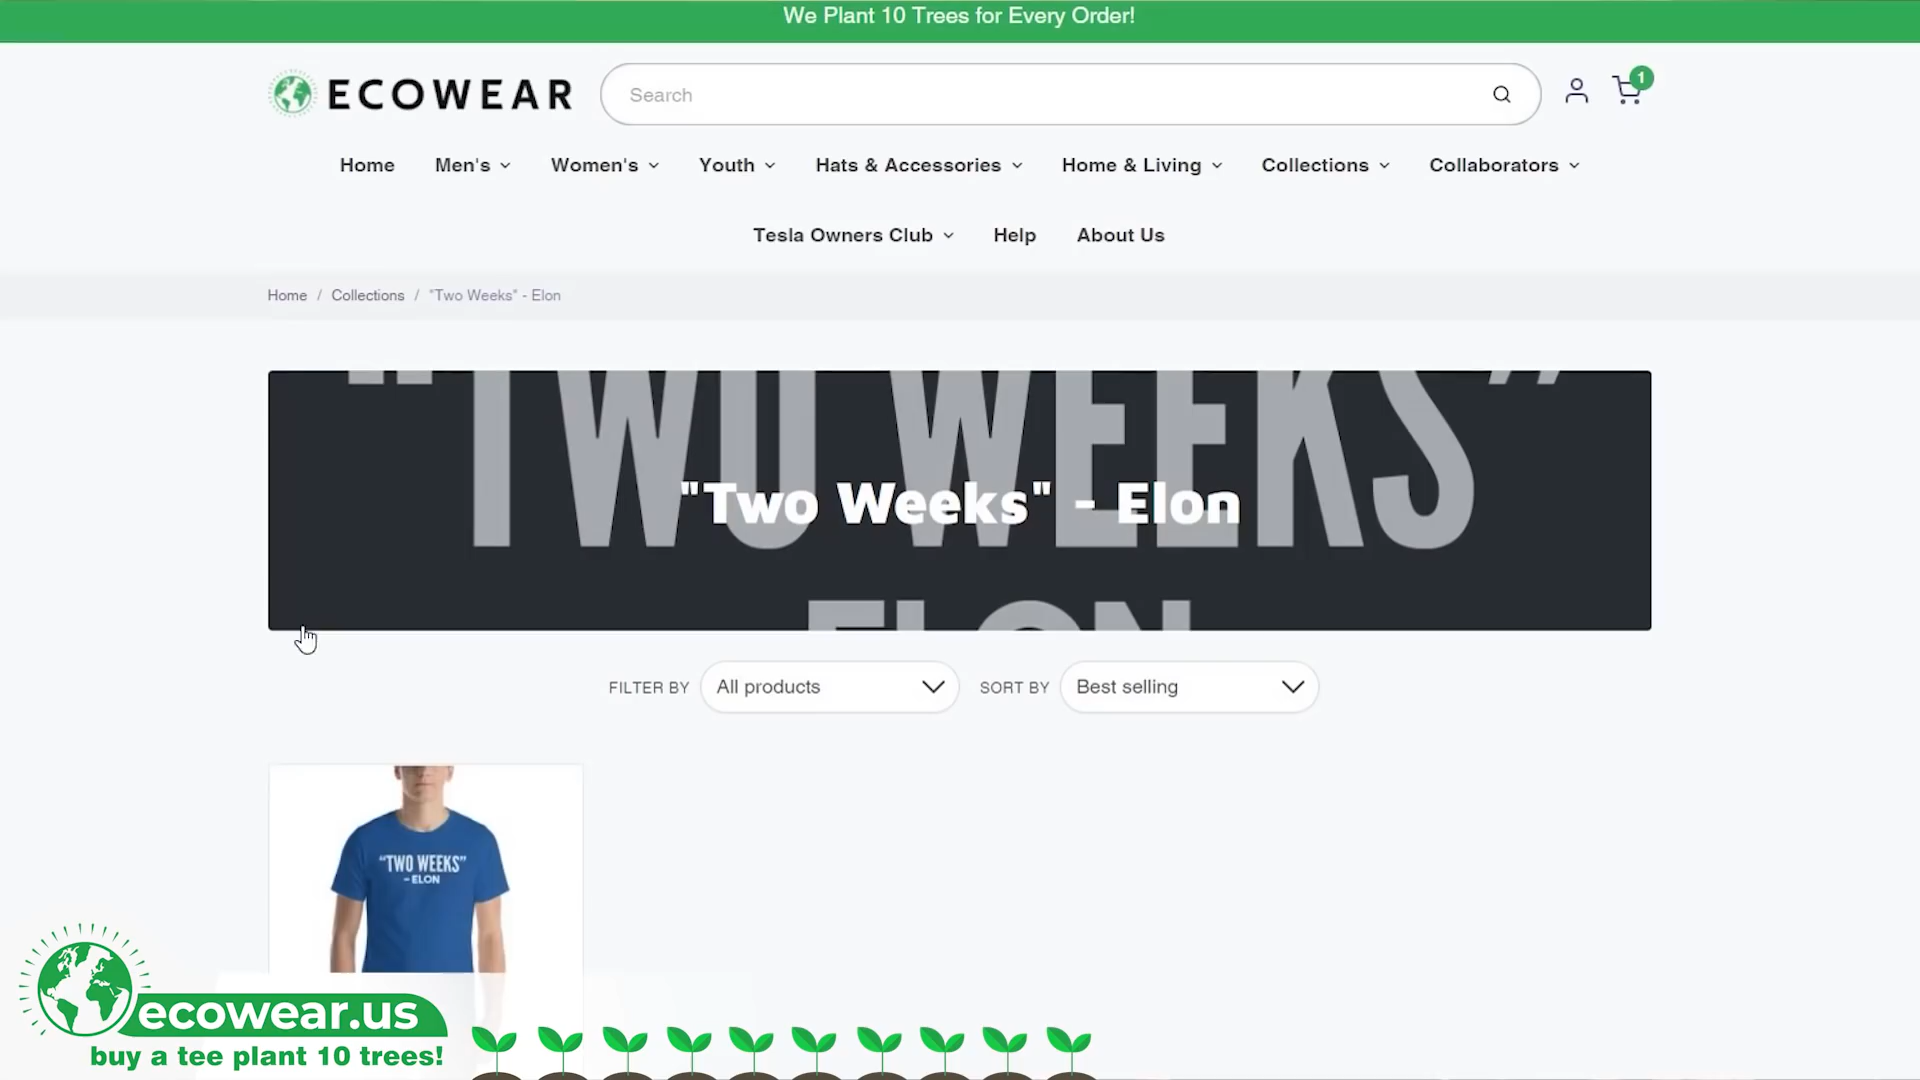 We Plant 10 Trees for Every Order!
ECOWEAR
Search
1
Home Men's Women's Youth Hats & Accessories Home & Living Collections Collaborators
Tesla Owners Club Help About Us
Home / Collections / "Two Weeks" - Elon
"TWO WEEKS"
"Two Weeks" - Elon
ELON
FILTER BY All products SORT BY Best selling
“TWO WEEKS”
- ELON
ecowear.us
buy a tee plant 10 trees!